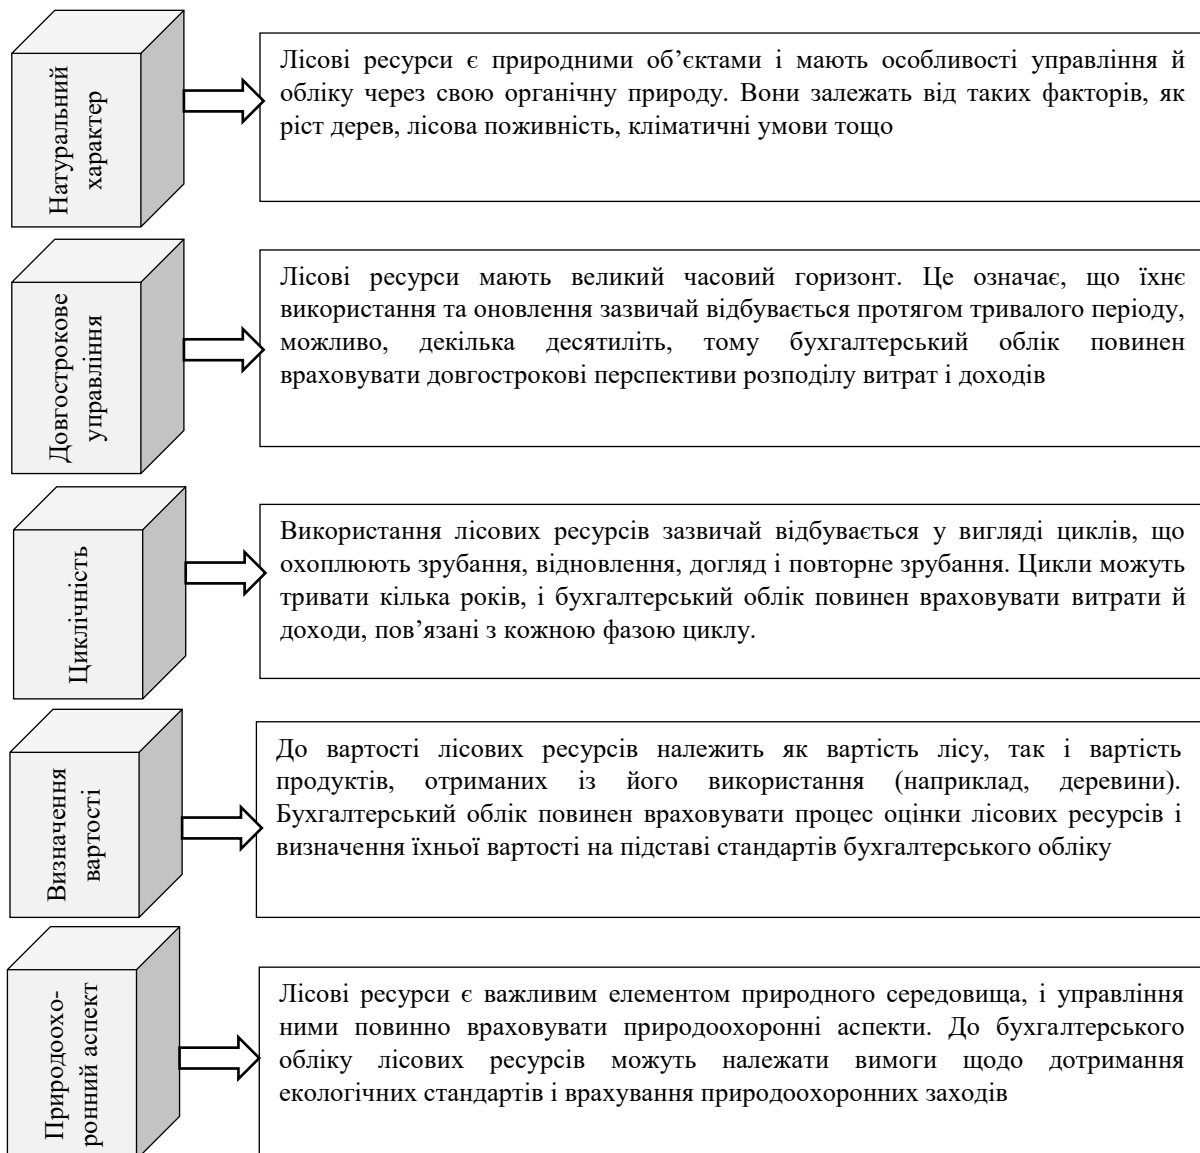 Натуральний
характер
Лісові ресурси є природними об’єктами і мають особливості управління й
обліку через свою органічну природу. Вони залежать від таких факторів, як
ріст дерев, лісова поживність, кліматичні умови тощо
Довгострокове
управління
Лісові ресурси мають великий часовий горизонт. Це означає, що їхнє
використання та оновлення зазвичай відбувається протягом тривалого періоду,
можливо, декілька десятиліть, тому бухгалтерський облік повинен
враховувати довгострокові перспективи розподілу витрат і доходів
Циклічність
Використання лісових ресурсів зазвичай відбувається у вигляді циклів, що
охоплюють зрубання, відновлення, догляд і повторне зрубання. Цикли можуть
тривати кілька років, і бухгалтерський облік повинен враховувати витрати й
доходи, пов’язані з кожною фазою циклу.
Визначення
вартості
До вартості лісових ресурсів належить як вартість лісу, так і вартість
продуктів, отриманих із його використання (наприклад, деревини).
Бухгалтерський облік повинен враховувати процес оцінки лісових ресурсів і
визначення їхньої вартості на підставі стандартів бухгалтерського обліку
Природоохо-
ронний аспект
Лісові ресурси є важливим елементом природного середовища, і управління
ними повинно враховувати природоохоронні аспекти. До бухгалтерського
обліку лісових ресурсів можуть належати вимоги щодо дотримання
екологічних стандартів і врахування природоохоронних заходів